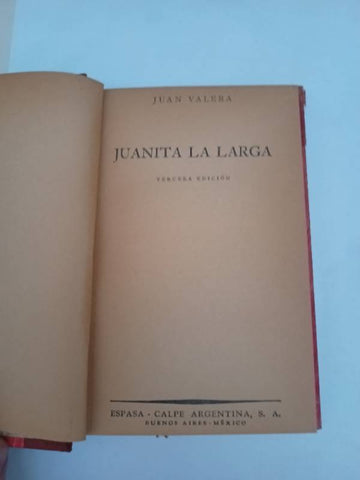 JUAN VALERA
JUANITA LA LARGA
TERCERA EDICIÓN
ESPASA - CALPE ARGENTINA, S. A.
BUENOS AIRES - MÉXICO